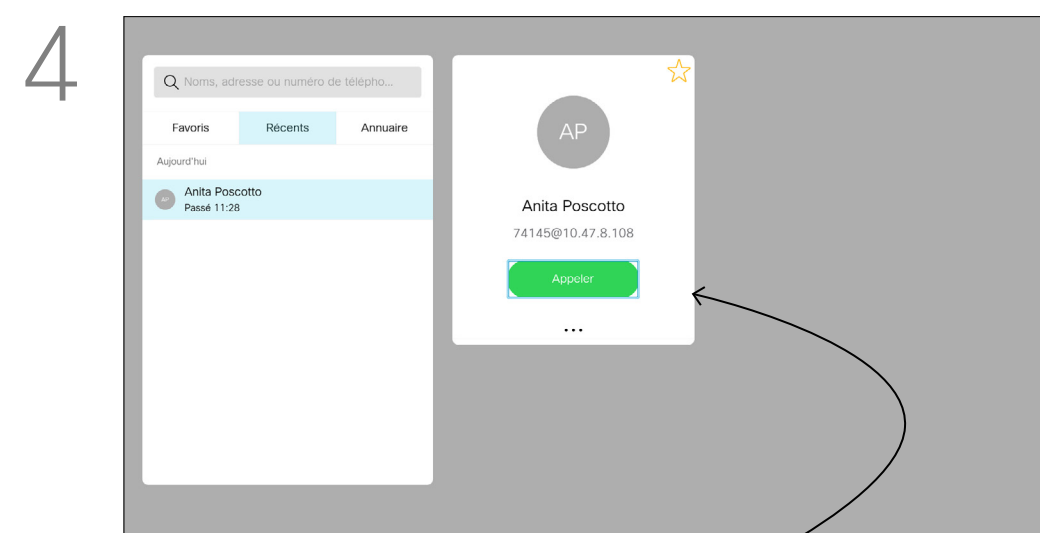 4
Noms, adresse ou numéro de télépho...
Favoris Récents Annuaire
Aujourd'hui
AP Anita Poscotto
Passé 11:28
AP
Anita Poscotto
74145@10.47.8.108
Appeler
...